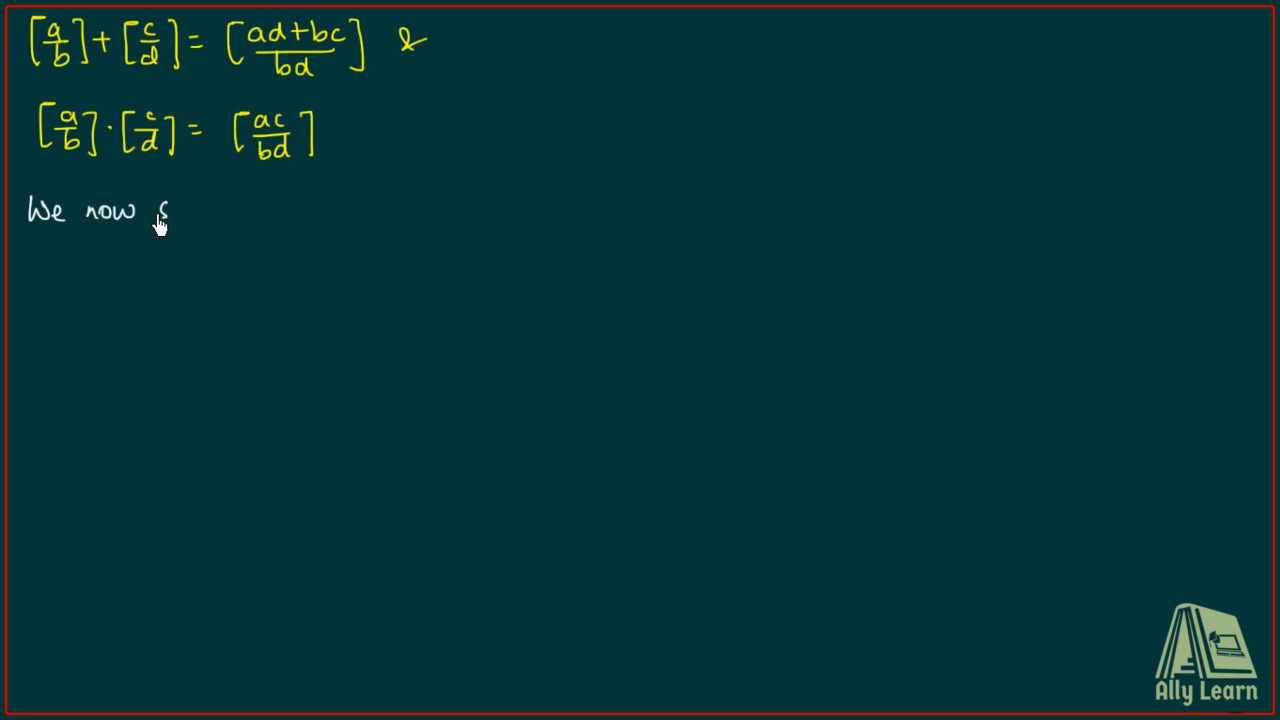 [a/b] + [c/d] = [ad+bc/bd] &
[a/b] · [c/d] = [ac/bd]
We now s
Ally Learn